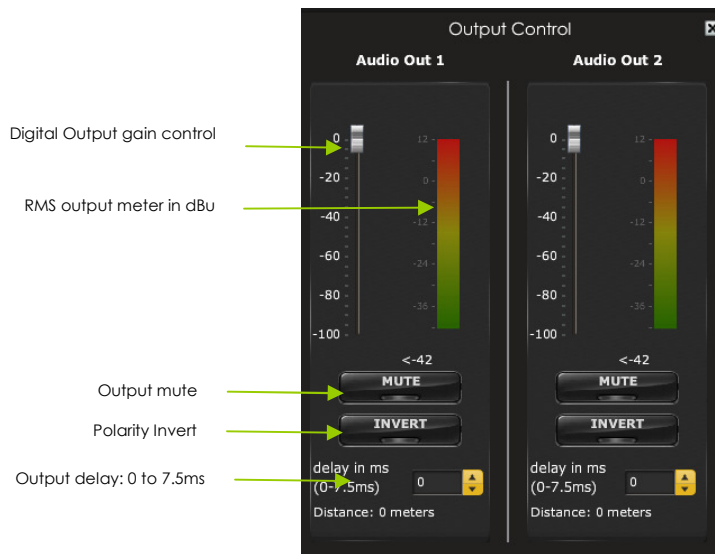 Output Control
Audio Out 1
Audio Out 2
Digital Output gain control
RMS output meter in dBu
Output mute
Polarity Invert
Output delay: 0 to 7.5ms
0
-20
-40
-60
-80
-100
12
0
-12
-24
-36
<-42
MUTE
INVERT
delay in ms
(0-7.5ms)
0
Distance: 0 meters
0
-20
-40
-60
-80
-100
12
0
-12
-24
-36
<-42
MUTE
INVERT
delay in ms
(0-7.5ms)
0
Distance: 0 meters